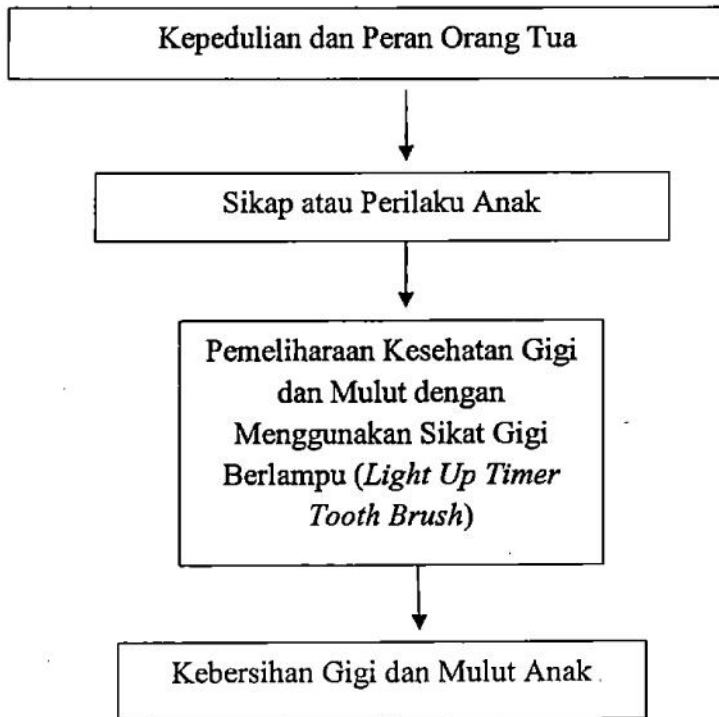 Kepedulian dan Peran Orang Tua
Sikap atau Perilaku Anak
Pemeliharaan Kesehatan Gigi
dan Mulut dengan
Menggunakan Sikat Gigi
Berlampu (Light Up Timer
Tooth Brush)
Kebersihan Gigi dan Mulut Anak